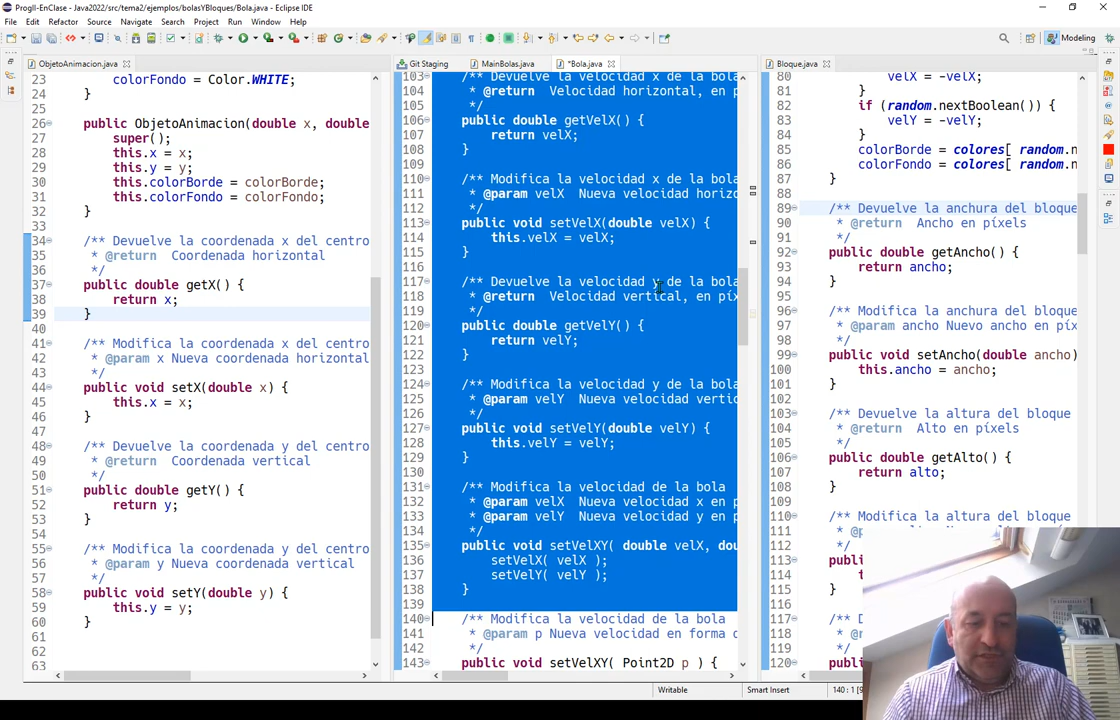 ProgII-EnClase - Java2022/src/tema2/ejemplos/bolasYBloques/Bola.java - Eclipse IDE
File Edit Refactor Source Navigate Search Project Run Window Help
Modeling
ObjetoAnimacion.java
23 colorFondo = Color.WHITE;
24 }
25
26 public ObjetoAnimacion(double x, double
27 super();
28 this.x = x;
29 this.y = y;
30 this.colorBorde = colorBorde;
31 this.colorFondo = colorFondo;
32 }
33
34 /** Devuelve la coordenada x del centro
35 * @return Coordenada horizontal
36 */
37 public double getX() {
38 return x;
39 }
40
41 /** Modifica la coordenada x del centro
42 * @param x Nueva coordenada horizontal
43 */
44 public void setX(double x) {
45 this.x = x;
46 }
47
48 /** Devuelve la coordenada y del centro
49 * @return Coordenada vertical
50 */
51 public double getY() {
52 return y;
53 }
54
55 /** Modifica la coordenada y del centro
56 * @param y Nueva coordenada vertical
57 */
58 public void setY(double y) {
59 this.y = y;
60 }
61
62
63
Git Staging MainBolas.java *Bola.java
103 /** Devuelve la velocidad x de la bola
104 * @return Velocidad horizontal, en p
105 */
106 public double getVelX() {
107 return velX;
108 }
109
110 /** Modifica la velocidad x de la bola
111 * @param velX Nueva velocidad horizo
112 */
113 public void setVelX(double velX) {
114 this.velX = velX;
115 }
116
117 /** Devuelve la velocidad y de la bola
118 * @return Velocidad vertical, en píx
119 */
120 public double getVelY() {
121 return velY;
122 }
123
124 /** Modifica la velocidad y de la bola
125 * @param velY Nueva velocidad vertic
126 */
127 public void setVelY(double velY) {
128 this.velY = velY;
129 }
130
131 /** Modifica la velocidad de la bola
132 * @param velX Nueva velocidad x en p
133 * @param velY Nueva velocidad y en p
134 */
135 public void setVelXY( double velX, dou
136 setVelX( velX );
137 setVelY( velY );
138 }
139
140 /** Modifica la velocidad de la bola
141 * @param p Nueva velocidad en forma d
142 */
143 public void setVelXY( Point2D p ) {
Bloque.java
80 velX = -velX;
81 }
82 if (random.nextBoolean()) {
83 velY = -velY;
84 }
85 colorBorde = colores[ random.n
86 colorFondo = colores[ random.n
87 }
88
89 /** Devuelve la anchura del bloque
90 * @return Ancho en píxels
91 */
92 public double getAncho() {
93 return ancho;
94 }
95
96 /** Modifica la anchura del bloque
97 * @param ancho Nuevo ancho en píx
98 */
99 public void setAncho(double ancho)
100 this.ancho = ancho;
101 }
102
103 /** Devuelve la altura del bloque
104 * @return Alto en píxels
105 */
106 public double getAlto() {
107 return alto;
108 }
109
110 /** Modifica la altura del bloque
111
112 */
113 publi
114
115 }
116
117 /** D
118 *
119 */
120 publi
Writable Smart Insert 140 : 1